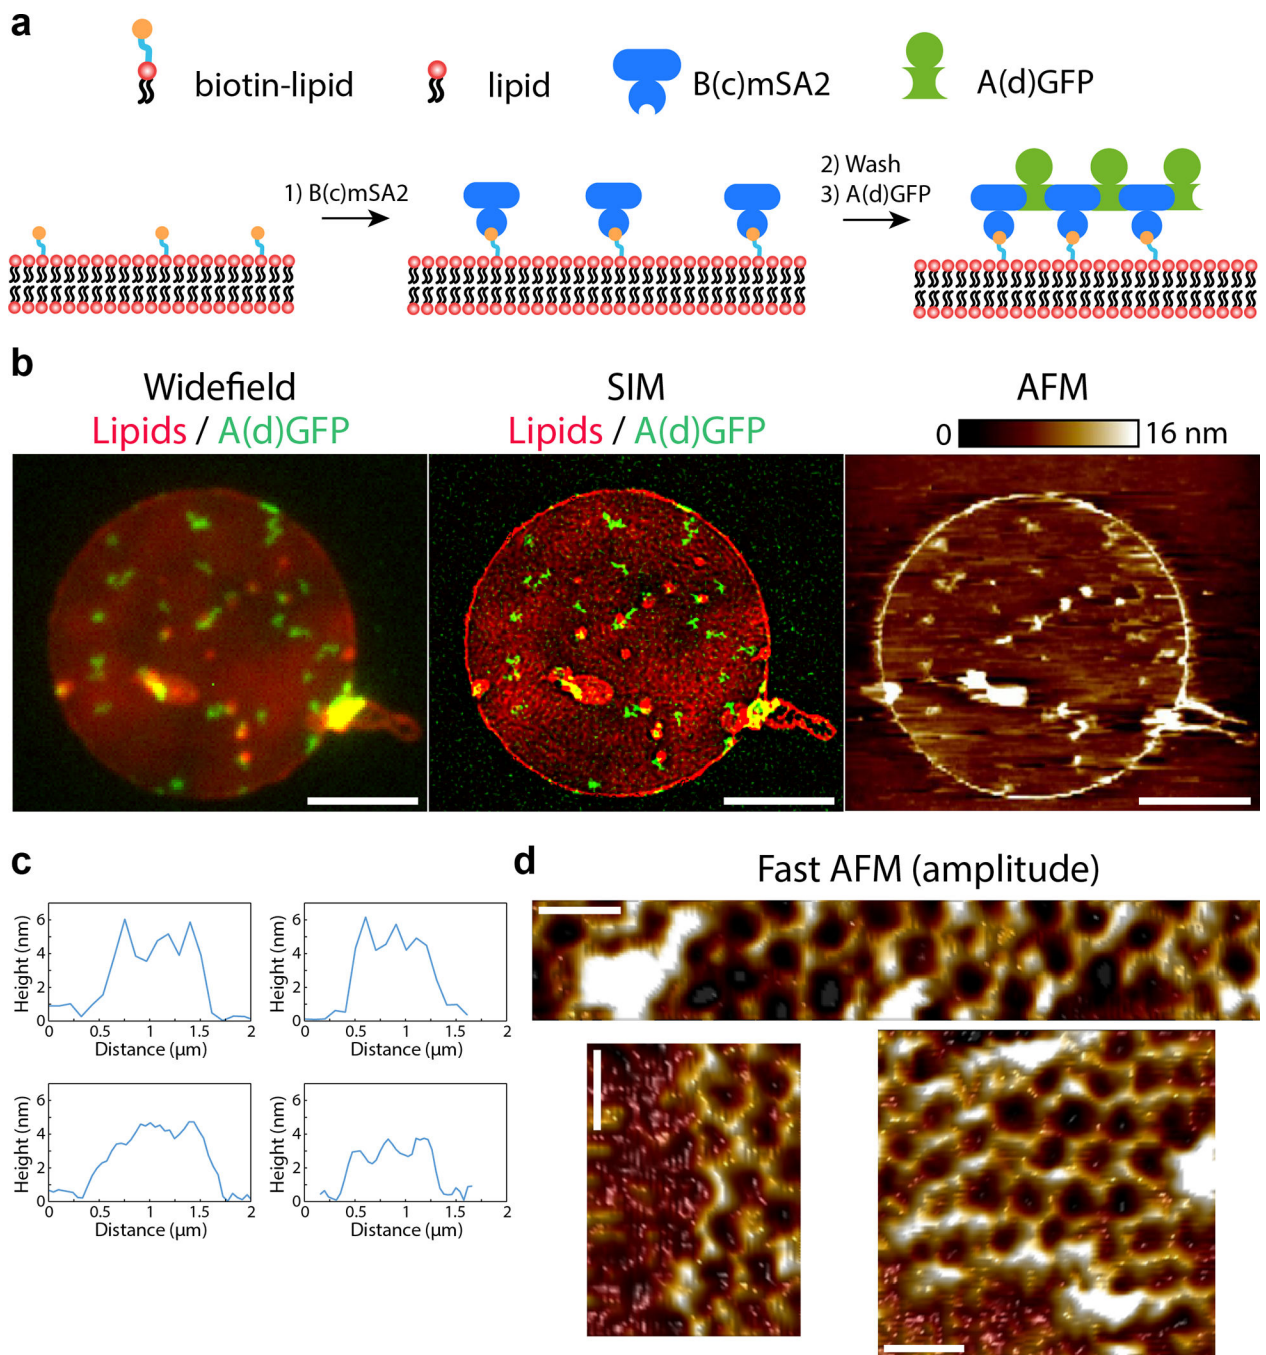 a
biotin-lipid
lipid
B(c)mSA2
A(d)GFP
1) B(c)mSA2
2) Wash
3) A(d)GFP
b
Widefield
Lipids / A(d)GFP
SIM
Lipids / A(d)GFP
AFM
0 16 nm
c
Height (nm)
6
4
2
0
0 0.5 1 1.5 2
Distance (µm)
Height (nm)
6
4
2
0
0 0.5 1 1.5 2
Distance (µm)
Height (nm)
6
4
2
0
0 0.5 1 1.5 2
Distance (µm)
Height (nm)
6
4
2
0
0 0.5 1 1.5 2
Distance (µm)
d
Fast AFM (amplitude)